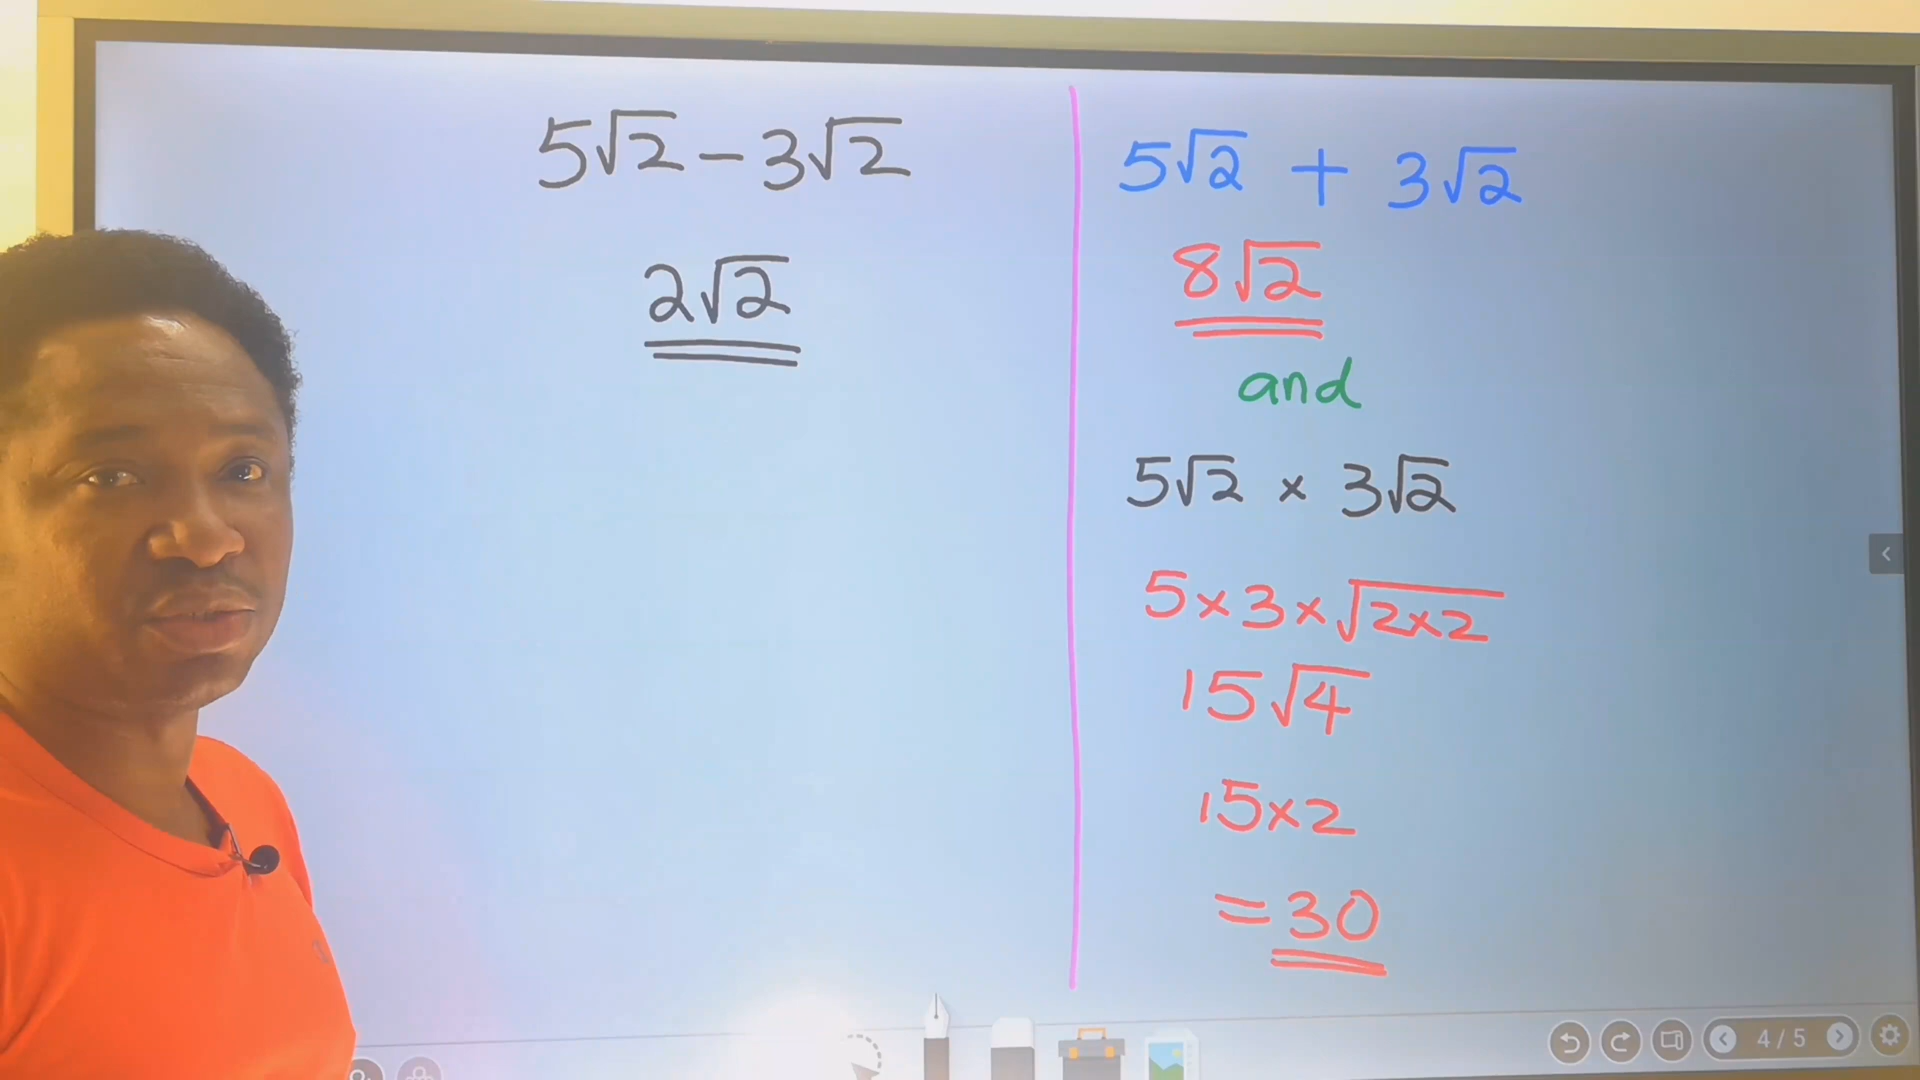 5√2 − 3√2
2√2
5√2 + 3√2
8√2
and
5√2 × 3√2
5×3×√2×2
15√4
15×2
= 30
4 / 5